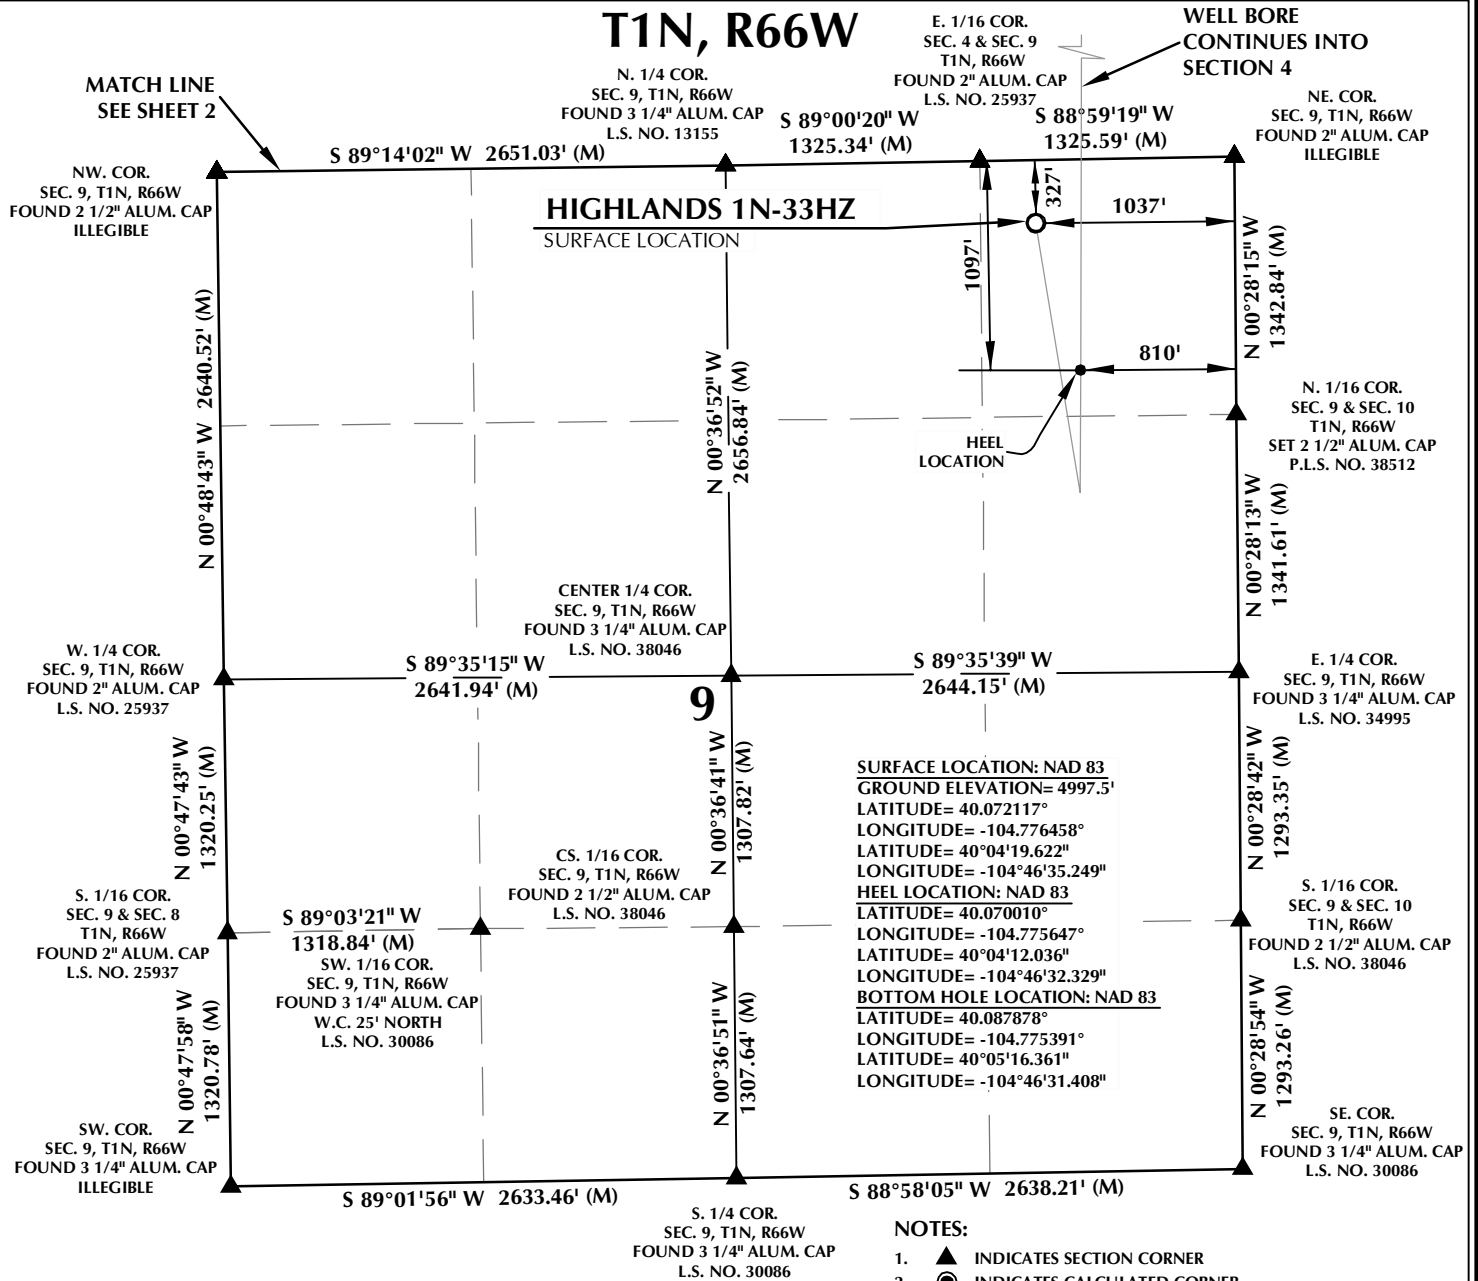 T1N, R66W
MATCH LINE
SEE SHEET 2
N. 1/4 COR.
SEC. 9, T1N, R66W
FOUND 3 1/4" ALUM. CAP
L.S. NO. 13155
E. 1/16 COR.
SEC. 4 & SEC. 9
T1N, R66W
FOUND 2" ALUM. CAP
L.S. NO. 25937
WELL BORE
CONTINUES INTO
SECTION 4
NE. COR.
SEC. 9, T1N, R66W
FOUND 2" ALUM. CAP
ILLEGIBLE
S 89°14'02" W 2651.03' (M)
S 89°00'20" W
1325.34' (M)
S 88°59'19" W
1325.59' (M)
NW. COR.
SEC. 9, T1N, R66W
FOUND 2 1/2" ALUM. CAP
ILLEGIBLE
HIGHLANDS 1N-33HZ
SURFACE LOCATION
327'
1037'
1097'
810'
HEEL
LOCATION
N 00°28'15" W
1342.84' (M)
N 00°48'43" W 2640.52' (M)
N 00°36'52" W
2656.84' (M)
N. 1/16 COR.
SEC. 9 & SEC. 10
T1N, R66W
SET 2 1/2" ALUM. CAP
P.L.S. NO. 38512
N 00°28'13" W
1341.61' (M)
CENTER 1/4 COR.
SEC. 9, T1N, R66W
FOUND 3 1/4" ALUM. CAP
L.S. NO. 38046
W. 1/4 COR.
SEC. 9, T1N, R66W
FOUND 2" ALUM. CAP
L.S. NO. 25937
S 89°35'15" W
2641.94' (M)
S 89°35'39" W
2644.15' (M)
E. 1/4 COR.
SEC. 9, T1N, R66W
FOUND 3 1/4" ALUM. CAP
L.S. NO. 34995
9
N 00°47'43" W
1320.25' (M)
N 00°36'41" W
1307.82' (M)
N 00°28'42" W
1293.35' (M)
SURFACE LOCATION: NAD 83
GROUND ELEVATION= 4997.5'
LATITUDE= 40.072117°
LONGITUDE= -104.776458°
LATITUDE= 40°04'19.622"
LONGITUDE= -104°46'35.249"
HEEL LOCATION: NAD 83
LATITUDE= 40.070010°
LONGITUDE= -104.775647°
LATITUDE= 40°04'12.036"
LONGITUDE= -104°46'32.329"
BOTTOM HOLE LOCATION: NAD 83
LATITUDE= 40.087878°
LONGITUDE= -104.775391°
LATITUDE= 40°05'16.361"
LONGITUDE= -104°46'31.408"
CS. 1/16 COR.
SEC. 9, T1N, R66W
FOUND 2 1/2" ALUM. CAP
L.S. NO. 38046
S. 1/16 COR.
SEC. 9 & SEC. 8
T1N, R66W
FOUND 2" ALUM. CAP
L.S. NO. 25937
S 89°03'21" W
1318.84' (M)
SW. 1/16 COR.
SEC. 9, T1N, R66W
FOUND 3 1/4" ALUM. CAP
W.C. 25' NORTH
L.S. NO. 30086
S. 1/16 COR.
SEC. 9 & SEC. 10
T1N, R66W
FOUND 2 1/2" ALUM. CAP
L.S. NO. 38046
N 00°47'58" W
1320.78' (M)
N 00°36'51" W
1307.64' (M)
N 00°28'54" W
1293.26' (M)
SW. COR.
SEC. 9, T1N, R66W
FOUND 3 1/4" ALUM. CAP
ILLEGIBLE
SE. COR.
SEC. 9, T1N, R66W
FOUND 3 1/4" ALUM. CAP
L.S. NO. 30086
S 89°01'56" W 2633.46' (M)
S 88°58'05" W 2638.21' (M)
S. 1/4 COR.
SEC. 9, T1N, R66W
FOUND 3 1/4" ALUM. CAP
L.S. NO. 30086
NOTES:
1. ▲ INDICATES SECTION CORNER
2. INDICATES CALCULATED CORNER